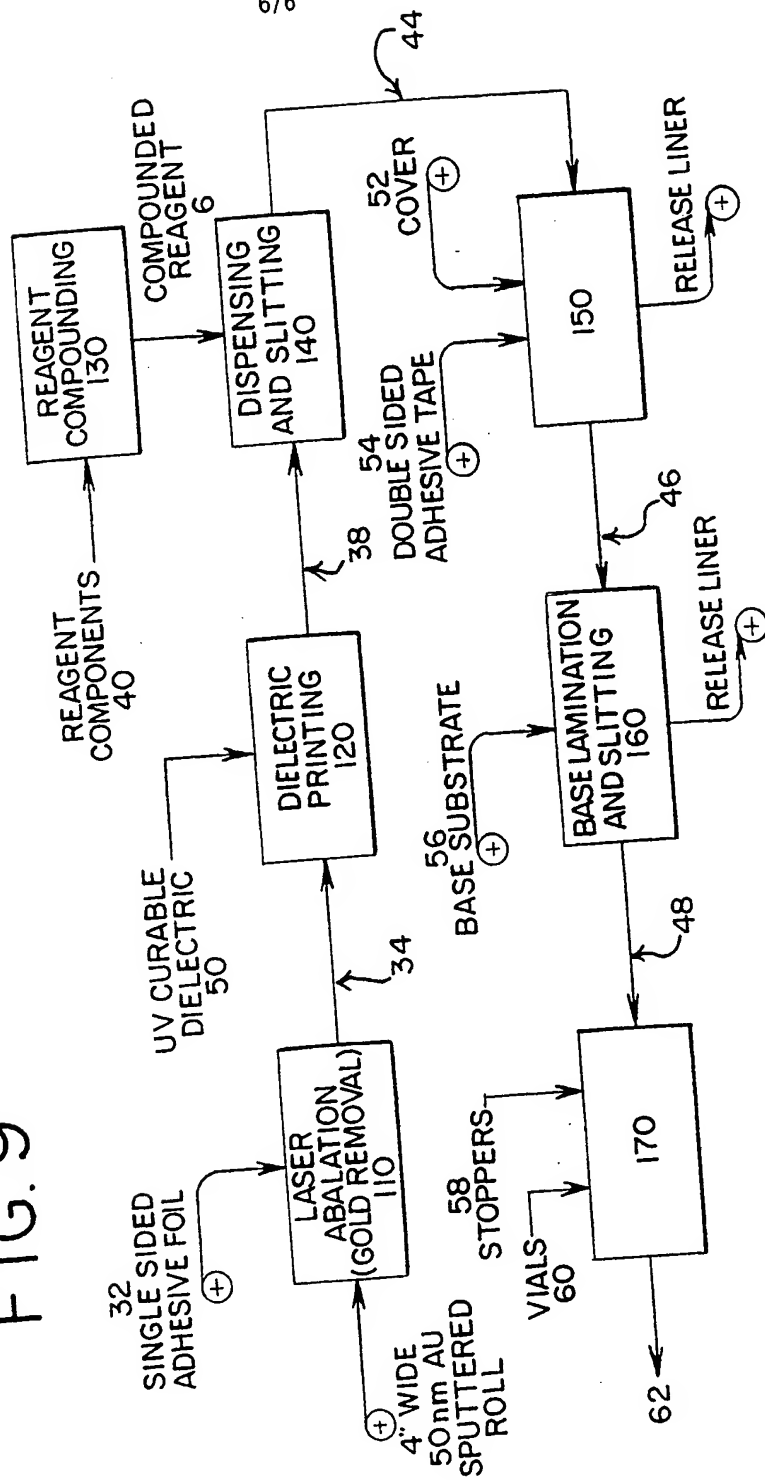 6/6
FIG. 9
32
SINGLE SIDED
ADHESIVE FOIL
+
+
4" WIDE
50nm AU
SPUTTERED
ROLL
LASER
ABALATION
(GOLD REMOVAL)
110
34
UV CURABLE
DIELECTRIC
50
DIELECTRIC
PRINTING
120
38
REAGENT
COMPONENTS
40
REAGENT
COMPOUNDING
130
COMPOUNDED
REAGENT
6
DISPENSING
AND SLITTING
140
44
52
COVER
+
54
DOUBLE SIDED
ADHESIVE TAPE
+
150
RELEASE LINER
+
46
56
BASE SUBSTRATE
+
BASE LAMINATION
AND SLITTING
160
RELEASE LINER
+
48
58
STOPPERS
VIALS
60
170
62